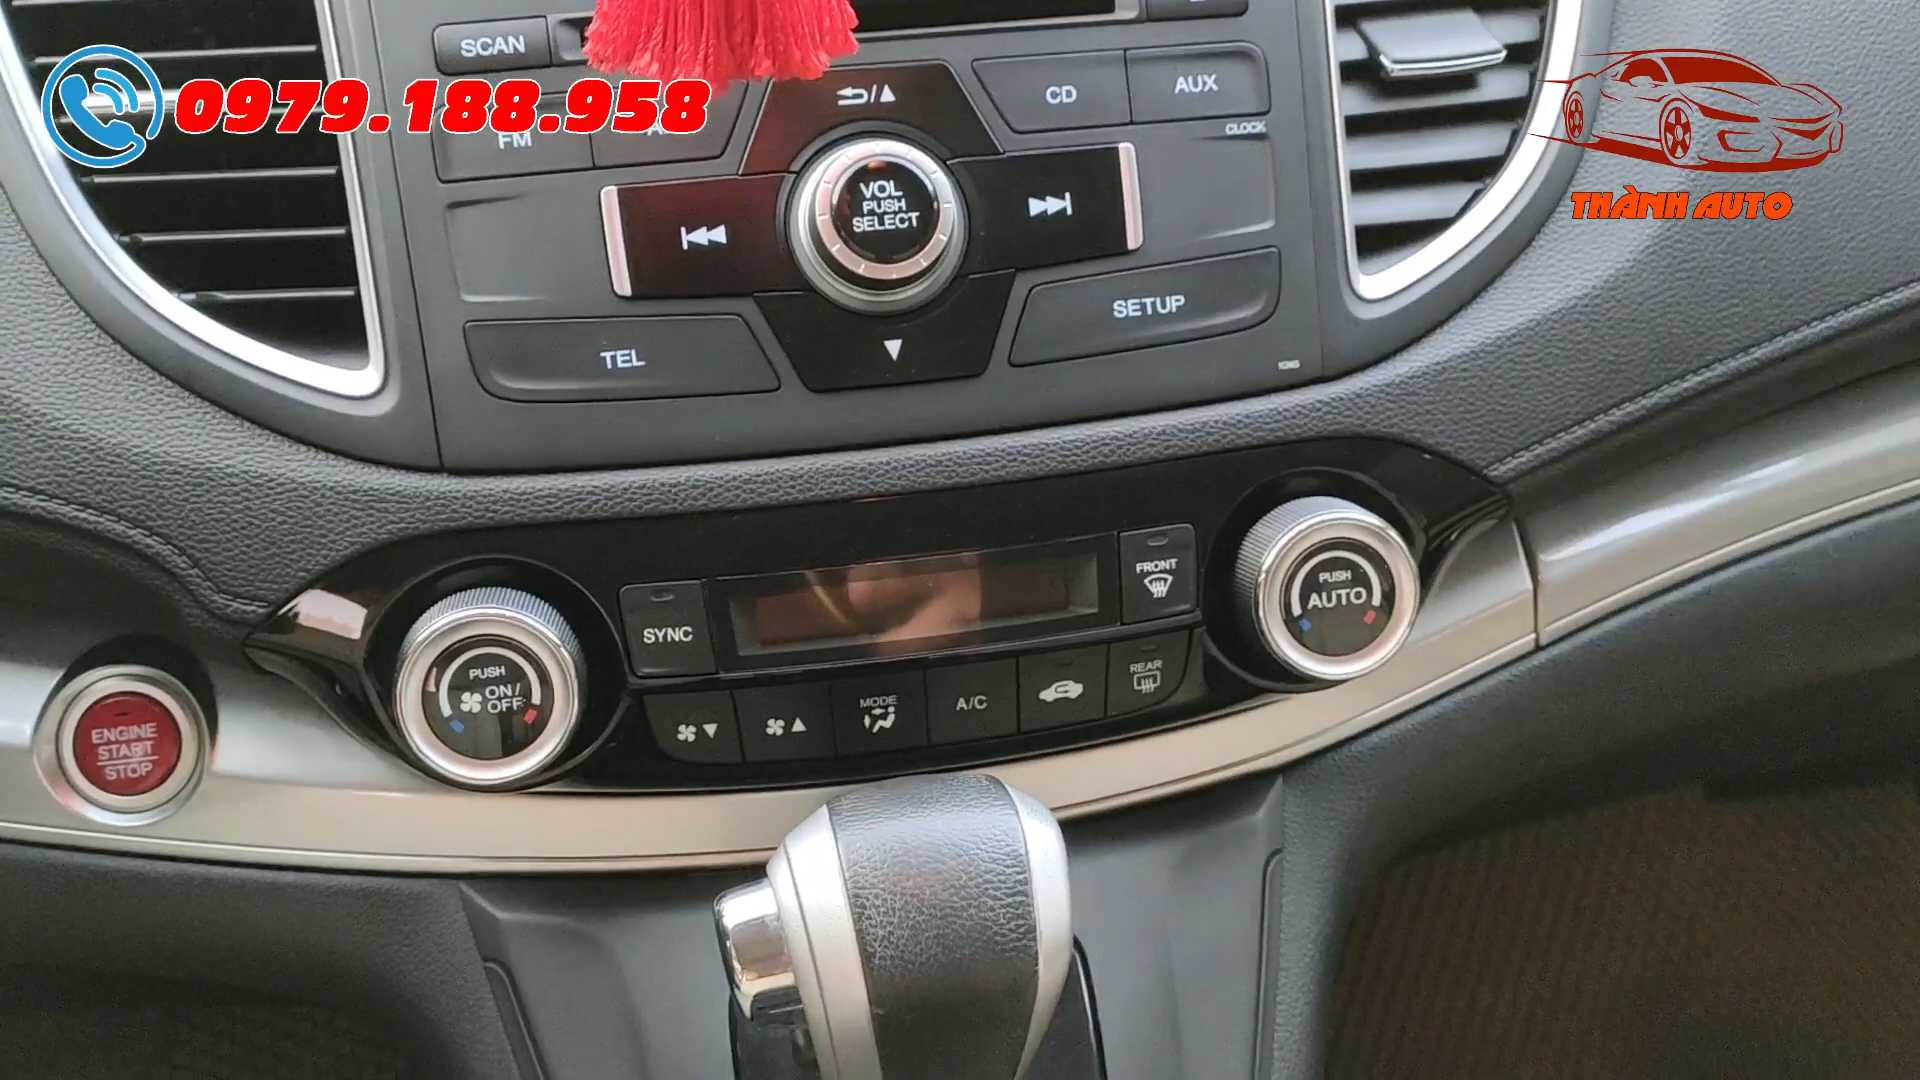 SCAN
0979.188.958
FM
CD
AUX
CLOCK
THÀNH AUTO
VOL
PUSH
SELECT
TEL
SETUP
FRONT
SYNC
PUSH
AUTO
PUSH
ON/
OFF
MODE
A/C
REAR
ENGINE
START
STOP